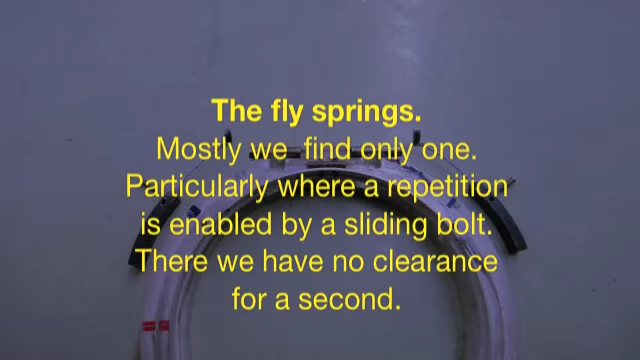 The fly springs.
Mostly we find only one.
Particularly where a repetition
is enabled by a sliding bolt.
There we have no clearance
for a second.